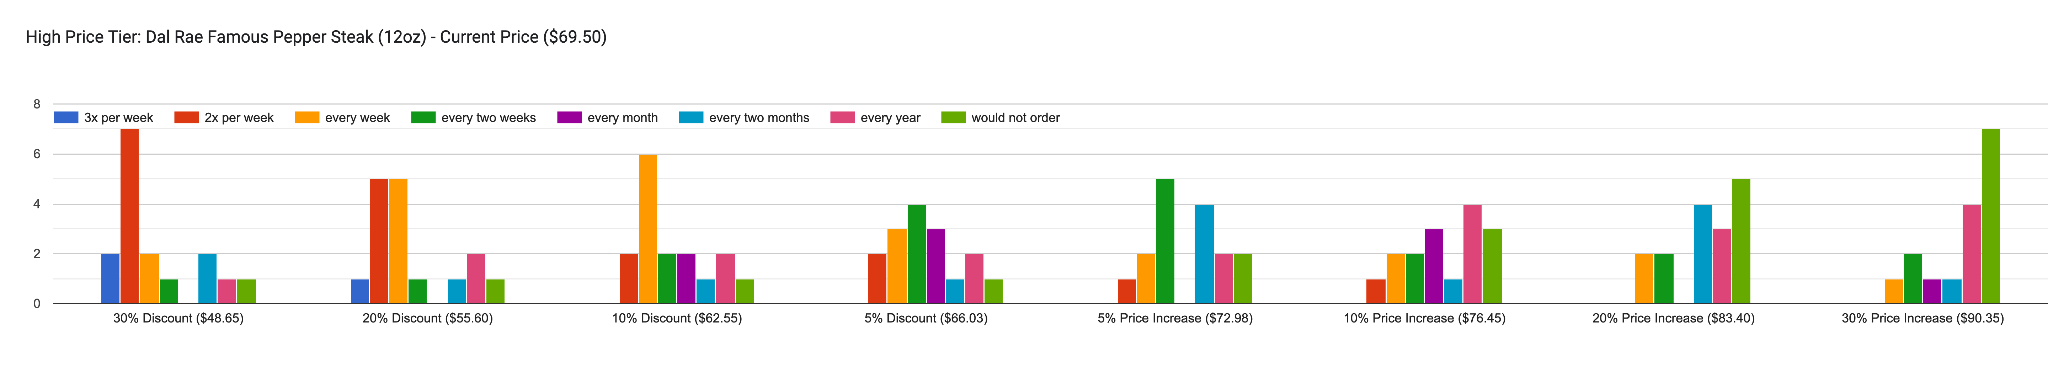 High Price Tier: Dal Rae Famous Pepper Steak (12oz) - Current Price ($69.50)
8
3x per week 2x per week every week every two weeks every month every two months every year would not order
6
4
2
0
30% Discount ($48.65) 20% Discount ($55.60) 10% Discount ($62.55) 5% Discount ($66.03) 5% Price Increase ($72.98) 10% Price Increase ($76.45) 20% Price Increase ($83.40) 30% Price Increase ($90.35)